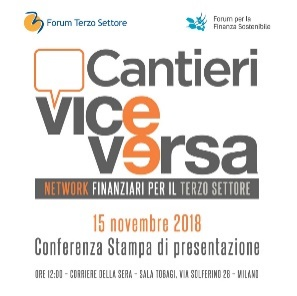 Forum Terzo Settore
Forum per la
Finanza Sostenibile
Cantieri
vice
versa
NETWORK FINANZIARI PER IL TERZO SETTORE
15 novembre 2018
Conferenza Stampa di presentazione
ORE 12:00 - CORRIERE DELLA SERA - SALA TOBAGI, VIA SOLFERINO 26 - MILANO